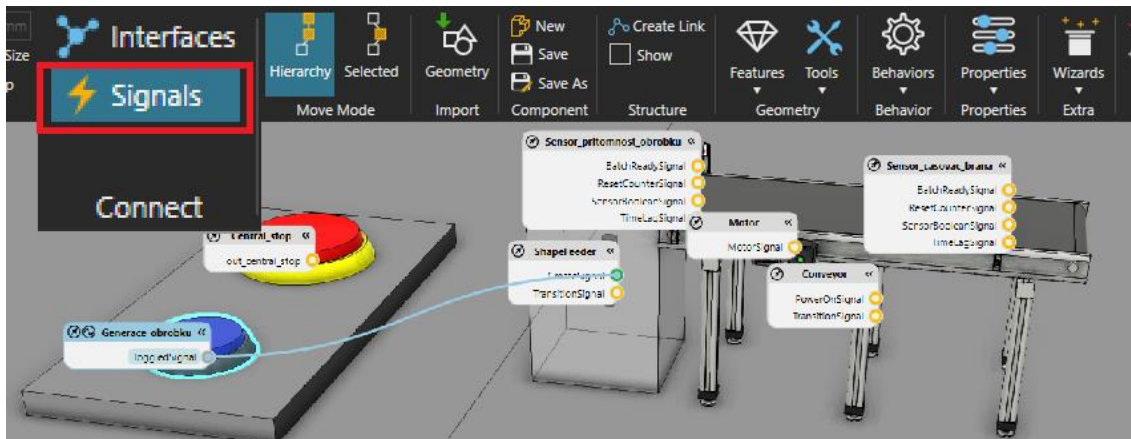 mm
Size
p
Interfaces
Signals
Connect
Hierarchy
Selected
Move Mode
Geometry
Import
New
Save
Save As
Component
Create Link
Show
Structure
Features
Tools
Geometry
Behaviors
Behavior
Properties
Properties
Wizards
Extra
Sensor_pritomnost_obrobku
BatchReadySignal
ResetCounterSignal
SensorBooleanSignal
TimeLagSignal
Sensor_casovac_brana
BatchReadySignal
ResetCounterSignal
SensorBooleanSignal
TimeLagSignal
Motor
MotorSignal
Central_stop
out_central_stop
ShapeFeeder
TransitionSignal
Conveyor
PowerOnSignal
TransitionSignal
Generace obrobku
ToggledSignal